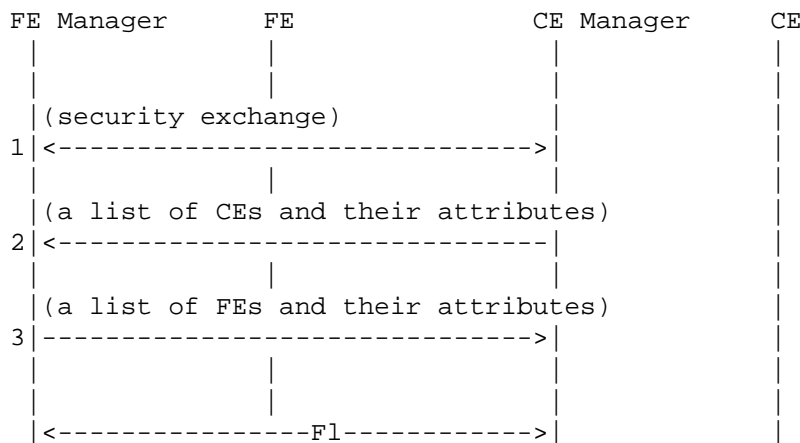 FE Manager      FE                 CE Manager     CE
 |              |                 |             |
 |              |                 |             |
 |(security exchange)             |             |
1|<------------------------------>|             |
 |              |                 |             |
 |(a list of CEs and their attributes)          |
2|<-------------------------------|             |
 |              |                 |             |
 |(a list of FEs and their attributes)          |
3|------------------------------->|             |
 |              |                 |             |
 |              |                 |             |
 |<----------------Fl------------>|             |